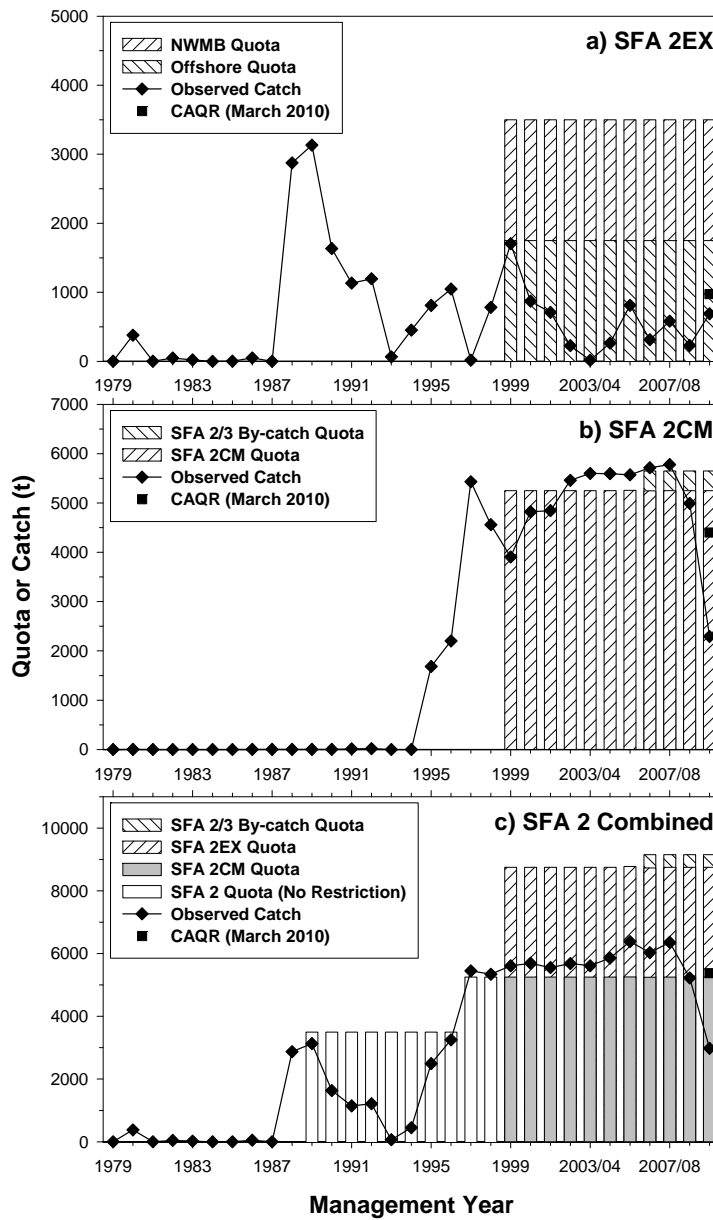 a) SFA 2EX
NWMB Quota
Offshore Quota
Observed Catch
CAQR (March 2010)
5000
4000
3000
2000
1000
0
1979 1983 1987 1991 1995 1999 2003/04 2007/08
b) SFA 2CM
SFA 2/3 By-catch Quota
SFA 2CM Quota
Observed Catch
CAQR (March 2010)
7000
6000
5000
4000
3000
2000
1000
0
1979 1983 1987 1991 1995 1999 2003/04 2007/08
Quota or Catch (t)
c) SFA 2 Combined
SFA 2/3 By-catch Quota
SFA 2EX Quota
SFA 2CM Quota
SFA 2 Quota (No Restriction)
Observed Catch
CAQR (March 2010)
10000
8000
6000
4000
2000
0
1979 1983 1987 1991 1995 1999 2003/04 2007/08
Management Year